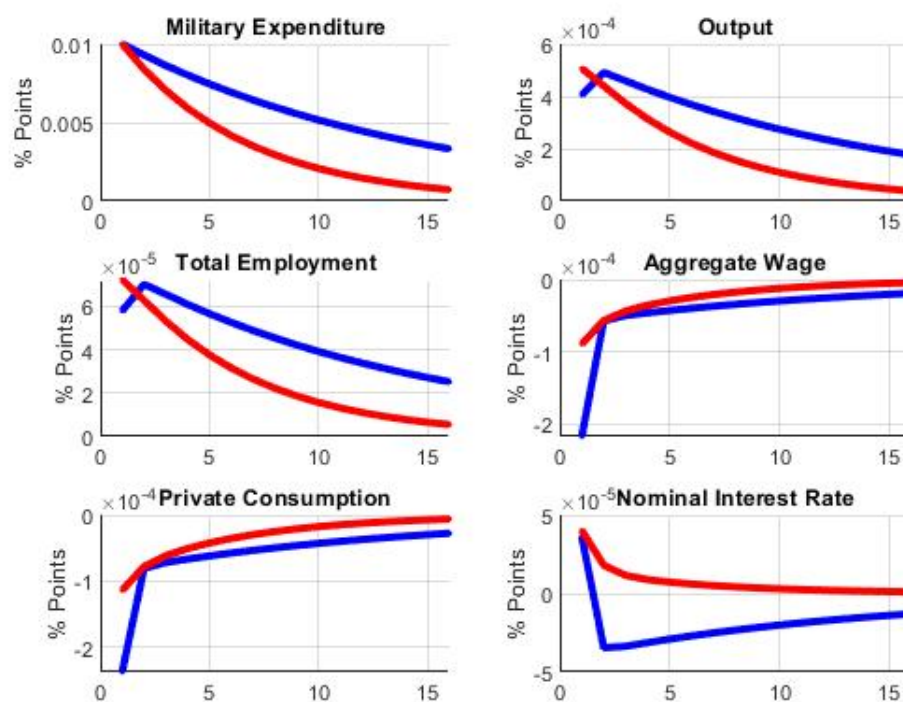 Military Expenditure
% Points
0.01
0.005
0
0 5 10 15
Output
×10-4
% Points
6
4
2
0
0 5 10 15
Total Employment
×10-5
% Points
6
4
2
0
0 5 10 15
Aggregate Wage
×10-4
% Points
0
-1
-2
0 5 10 15
Private Consumption
×10-4
% Points
0
-1
-2
0 5 10 15
Nominal Interest Rate
×10-5
% Points
5
0
-5
0 5 10 15